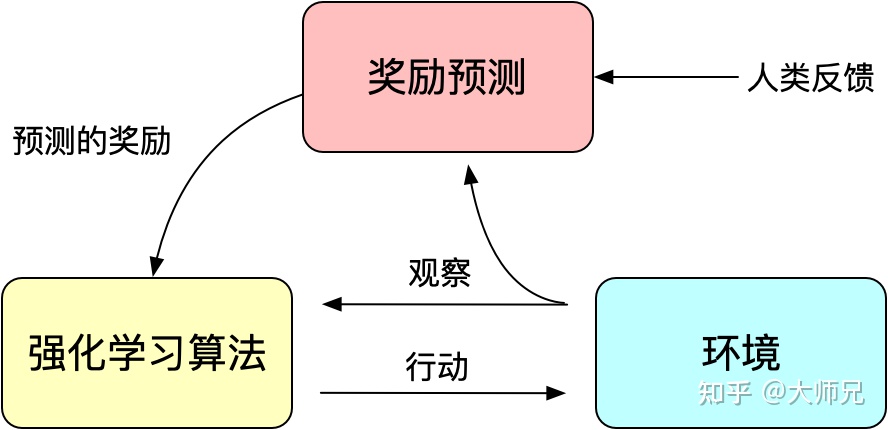 奖励预测
人类反馈
预测的奖励
观察
强化学习算法
行动
环境
知乎 @大师兄